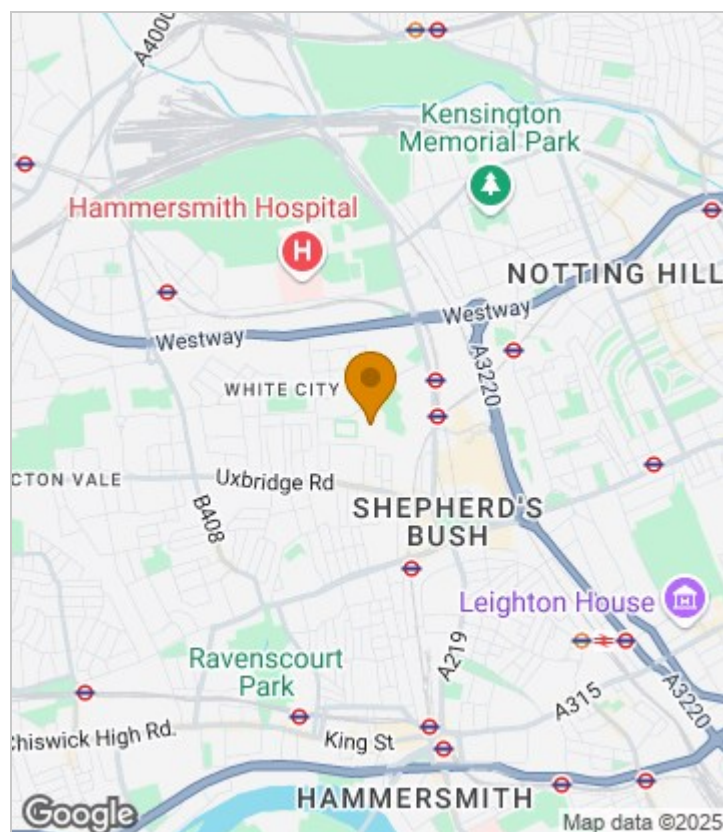 A4000
Kensington
Memorial Park
Hammersmith Hospital
H
NOTTING HILL
Westway
Westway
A3220
WHITE CITY
CTON VALE
Uxbridge Rd
B408
SHEPHERD'S
BUSH
Leighton House
A219
Ravenscourt
Park
A315
A3220
Chiswick High Rd.
King St
HAMMERSMITH
Google
Map data ©2025